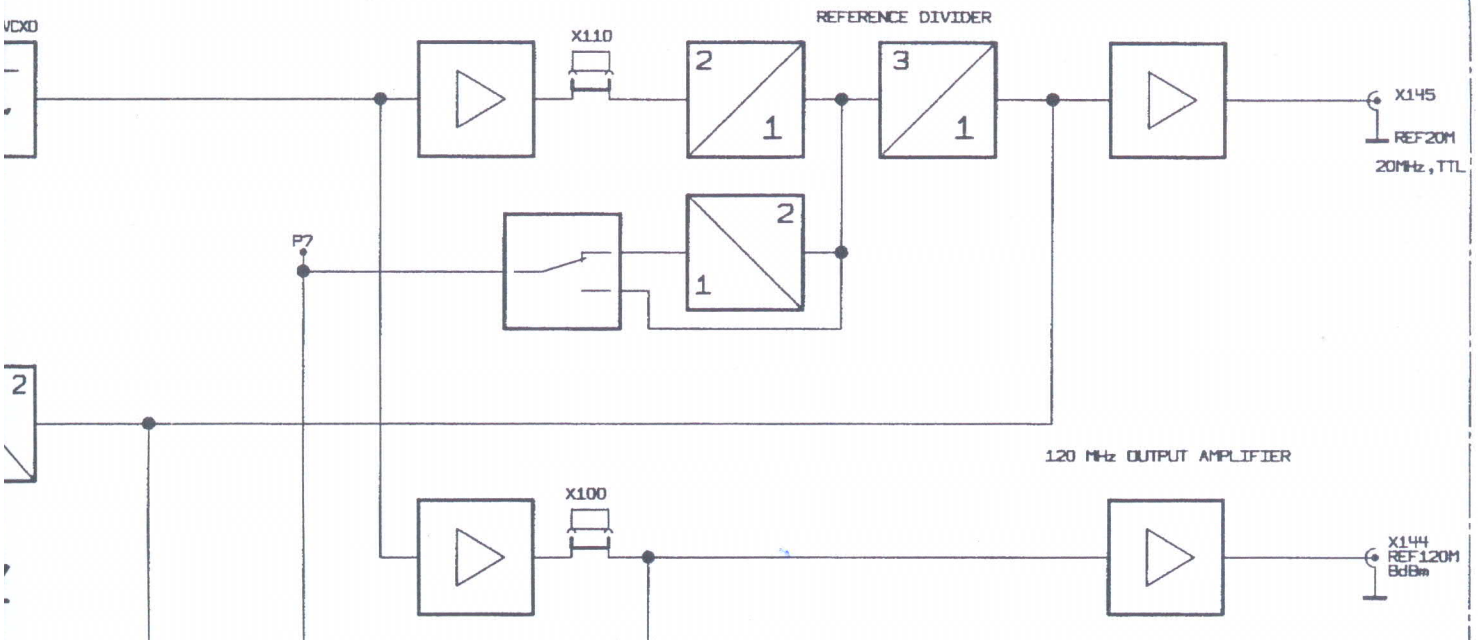 VCXO
REFERENCE DIVIDER
X110
2
1
3
1
X145
REF20M
20MHz,TTL
2
1
P7
2
120 MHz OUTPUT AMPLIFIER
X100
X144
REF120M
8dBm